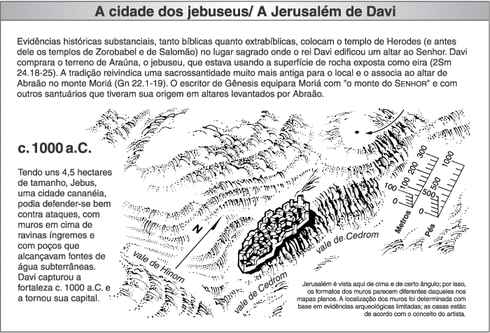 A cidade dos jebuseus/ A Jerusalém de Davi
Evidências históricas substanciais, tanto bíblicas quanto extrabíblicas, colocam o templo de Herodes (e antes
dele os templos de Zorobabel e de Salomão) no lugar sagrado onde o rei Davi edificou um altar ao Senhor. Davi
comprara o terreno de Araúna, o jebuseu, que estava usando a superfície de rocha exposta como eira (2Sm
24.18-25). A tradição reivindica uma sacrossantidade muito mais antiga para o local e o associa ao altar de
Abraão no monte Moriá (Gn 22.1-19). O escritor de Gênesis equipara Moriá com "o monte do SENHOR" e com
outros santuários que tiveram sua origem em altares levantados por Abraão.
c. 1000 a.C.
Tendo uns 4,5 hectares
de tamanho, Jebus,
uma cidade cananéia,
podia defender-se bem
contra ataques, com
muros em cima de
ravinas íngremes e
com poços que
alcançavam fontes de
água subterrâneas.
Davi capturou a
fortaleza c. 1000 a.C. e
a tornou sua capital.
N
vale de Hinom
vale de Cedrom
vale de Cedrom
100 0 100 200 300
Metros
0 500 1000
Pés
Jerusalém é vista aqui de cima e de certo ângulo; por isso,
os formatos dos muros parecem diferentes daqueles nos
mapas planos. A localização dos muros foi determinada com
base em evidências arqueológicas limitadas; as casas estão
de acordo com o conceito do artista.